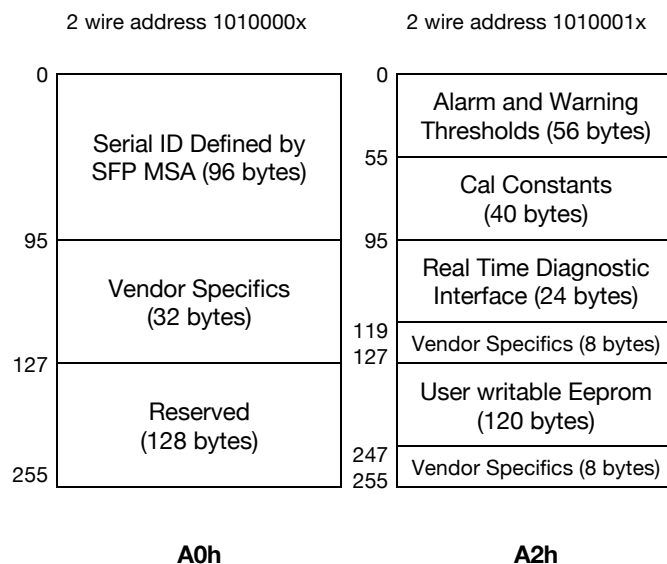 2 wire address 1010000x
0
Serial ID Defined by
SFP MSA (96 bytes)
95
Vendor Specifics
(32 bytes)
127
Reserved
(128 bytes)
255
A0h
2 wire address 1010001x
0
Alarm and Warning
Thresholds (56 bytes)
55
Cal Constants
(40 bytes)
95
Real Time Diagnostic
Interface (24 bytes)
119
Vendor Specifics (8 bytes)
127
User writable Eeprom
(120 bytes)
247
Vendor Specifics (8 bytes)
255
A2h